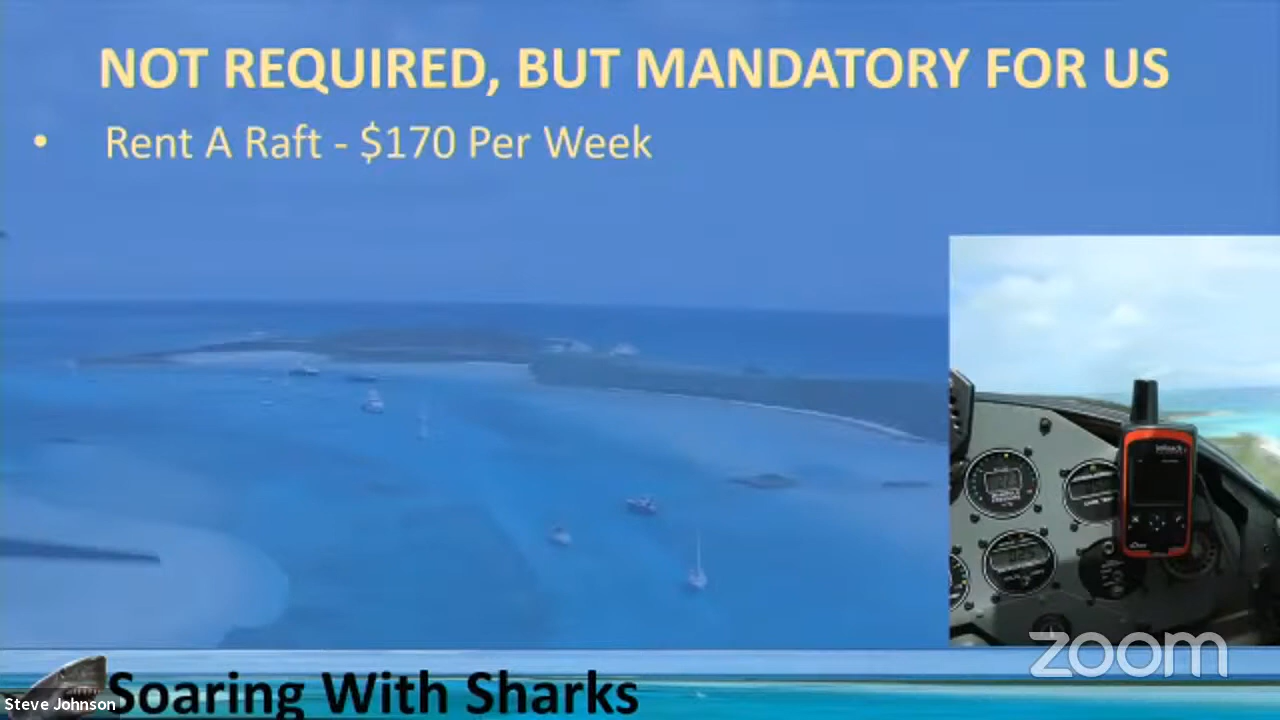 NOT REQUIRED, BUT MANDATORY FOR US
• Rent A Raft - $170 Per Week
zoom
Soaring With Sharks
Steve Johnson